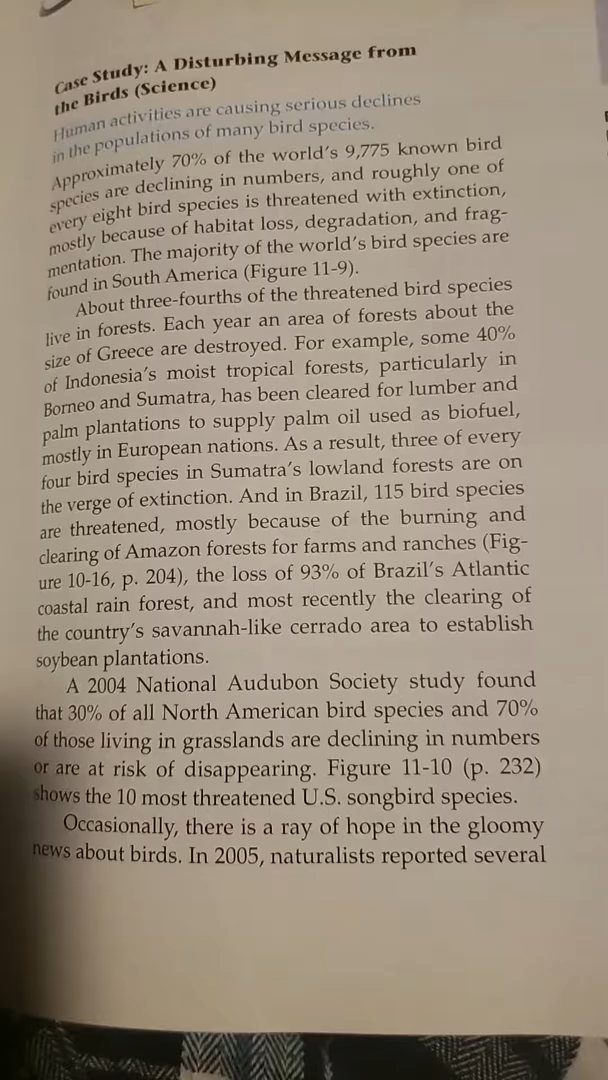 Case Study: A Disturbing Message from
the Birds (Science)
Human activities are causing serious declines
in the populations of many bird species.
Approximately 70% of the world's 9,775 known bird
species are declining in numbers, and roughly one of
every eight bird species is threatened with extinction,
mostly because of habitat loss, degradation, and frag-
mentation. The majority of the world's bird species are
found in South America (Figure 11-9).
About three-fourths of the threatened bird species
live in forests. Each year an area of forests about the
size of Greece are destroyed. For example, some 40%
of Indonesia's moist tropical forests, particularly in
Borneo and Sumatra, has been cleared for lumber and
palm plantations to supply palm oil used as biofuel,
mostly in European nations. As a result, three of every
four bird species in Sumatra's lowland forests are on
the verge of extinction. And in Brazil, 115 bird species
are threatened, mostly because of the burning and
clearing of Amazon forests for farms and ranches (Fig-
ure 10-16, p. 204), the loss of 93% of Brazil's Atlantic
coastal rain forest, and most recently the clearing of
the country's savannah-like cerrado area to establish
soybean plantations.
A 2004 National Audubon Society study found
that 30% of all North American bird species and 70%
of those living in grasslands are declining in numbers
or are at risk of disappearing. Figure 11-10 (p. 232)
shows the 10 most threatened U.S. songbird species.
Occasionally, there is a ray of hope in the gloomy
news about birds. In 2005, naturalists reported several